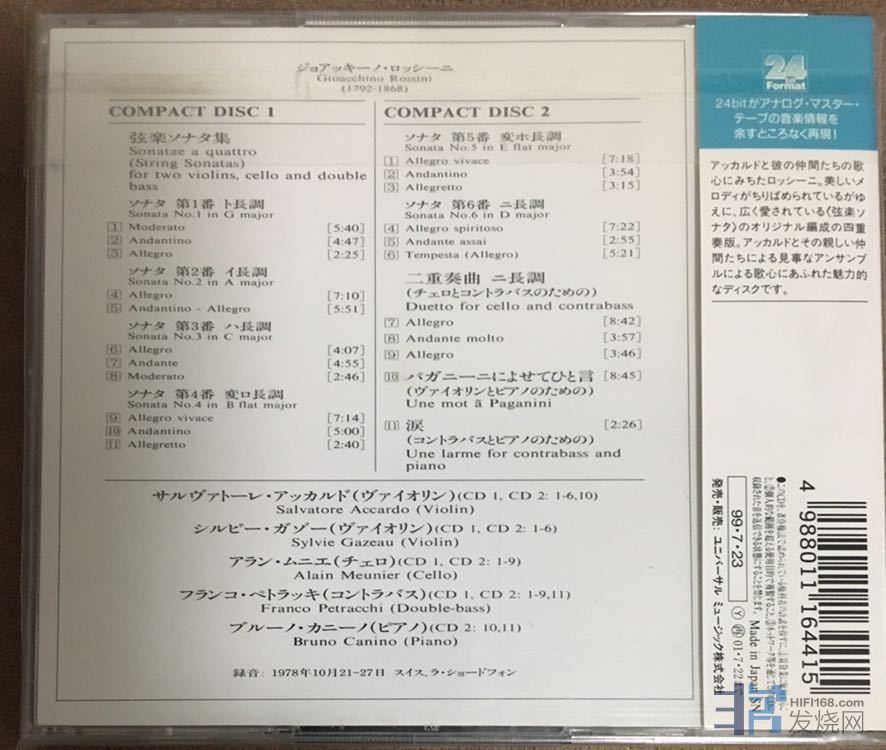 ジョアッキーノ・ロッシーニ
Gioacchino Rossini
(1792-1868)
COMPACT DISC 1
弦楽ソナタ集
Sonatae a quattro
(String Sonatas)
for two violins, cello and double
bass
ソナタ 第1番 ト長調
Sonata No.1 in G major
1 Moderato [5:40]
2 Andantino [4:47]
3 Allegro [2:25]
ソナタ 第2番 イ長調
Sonata No.2 in A major
4 Allegro [7:10]
5 Andantino - Allegro [5:51]
ソナタ 第3番 ハ長調
Sonata No.3 in C major
6 Allegro [4:07]
7 Andante [4:55]
8 Moderato [2:46]
ソナタ 第4番 変ロ長調
Sonata No.4 in B flat major
9 Allegro vivace [7:14]
10 Andantino [5:00]
11 Allegretto [2:40]
COMPACT DISC 2
ソナタ 第5番 変ホ長調
Sonata No.5 in E flat major
1 Allegro vivace [7:18]
2 Andantino [3:54]
3 Allegretto [3:15]
ソナタ 第6番 ニ長調
Sonata No.6 in D major
4 Allegro spiritoso [7:22]
5 Andante assai [2:55]
6 Tempesta (Allegro) [5:21]
二重奏曲 ニ長調
(チェロとコントラバスのための)
Duetto for cello and contrabass
7 Allegro [8:42]
8 Andante molto [3:57]
9 Allegro [3:46]
10 パガニーニによせてひと言 [8:45]
(ヴァイオリンとピアノのための)
Une mot ā Paganini
11 涙 [2:26]
(コントラバスとピアノのための)
Une larme for contrabass and
piano
サルヴァトーレ・アッカルド(ヴァイオリン)(CD 1, CD 2: 1-6,10)
Salvatore Accardo (Violin)
シルビー・ガゾー(ヴァイオリン)(CD 1, CD 2: 1-6)
Sylvie Gazeau (Violin)
アラン・ムニエ(チェロ)(CD 1, CD 2: 1-9)
Alain Meunier (Cello)
フランコ・ペトラッキ(コントラバス)(CD 1, CD 2: 1-9,11)
Franco Petracchi (Double-bass)
ブルーノ・カニーノ(ピアノ)(CD 2: 10,11)
Bruno Canino (Piano)
録音:1978年10月21-27日 スイス、ラ・ショードフォン
24
bit
Format
24bitがアナログ・マスター・
テープの音楽情報を
余すところなく再現!
アッカルドと彼の仲間たちの歌
心にみちたロッシーニ。美しいメ
ロディがちりばめられているがゆ
えに、広く愛されている《弦楽ソ
ナタ》のオリジナル編成の四重
奏版。アッカルドとその親しい仲
間たちによる見事なアンサンブ
ルによる歌心にあふれた魅力的
なディスクです。
Made in Japan
99・7・23
Ⓨ 再 01・7・22
発売・販売:ユニバーサル ミュージック株式会社
4 988011 164415
HIFI168.com
发烧网